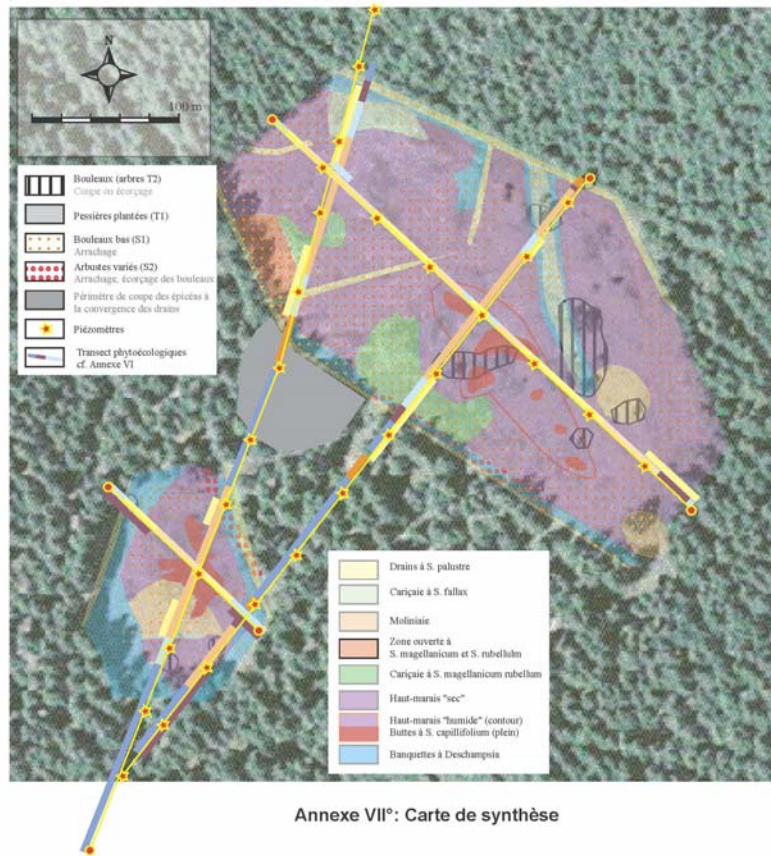 N
100 m
Bouleaux (arbres T2)
Coupe ou écorçage
Pessières plantées (T1)
Bouleaux bas (S1)
Arrachage
Arbustes variés (S2)
Arrachage, écorçage des bouleaux
Périmètre de coupe des épicéas à
la convergence des drains
Piézomètres
Transect phytoécologiques
cf. Annexe VI
Drains à S. palustre
Cariçaie à S. fallax
Moliniaie
Zone ouverte à
S. magellanicum et S. rubellulm
Cariçaie à S. magellanicum rubellum
Haut-marais "sec"
Haut-marais "humide" (contour)
Buttes à S. capillifolium (plein)
Banquettes à Deschampsia
Annexe VII°: Carte de synthèse